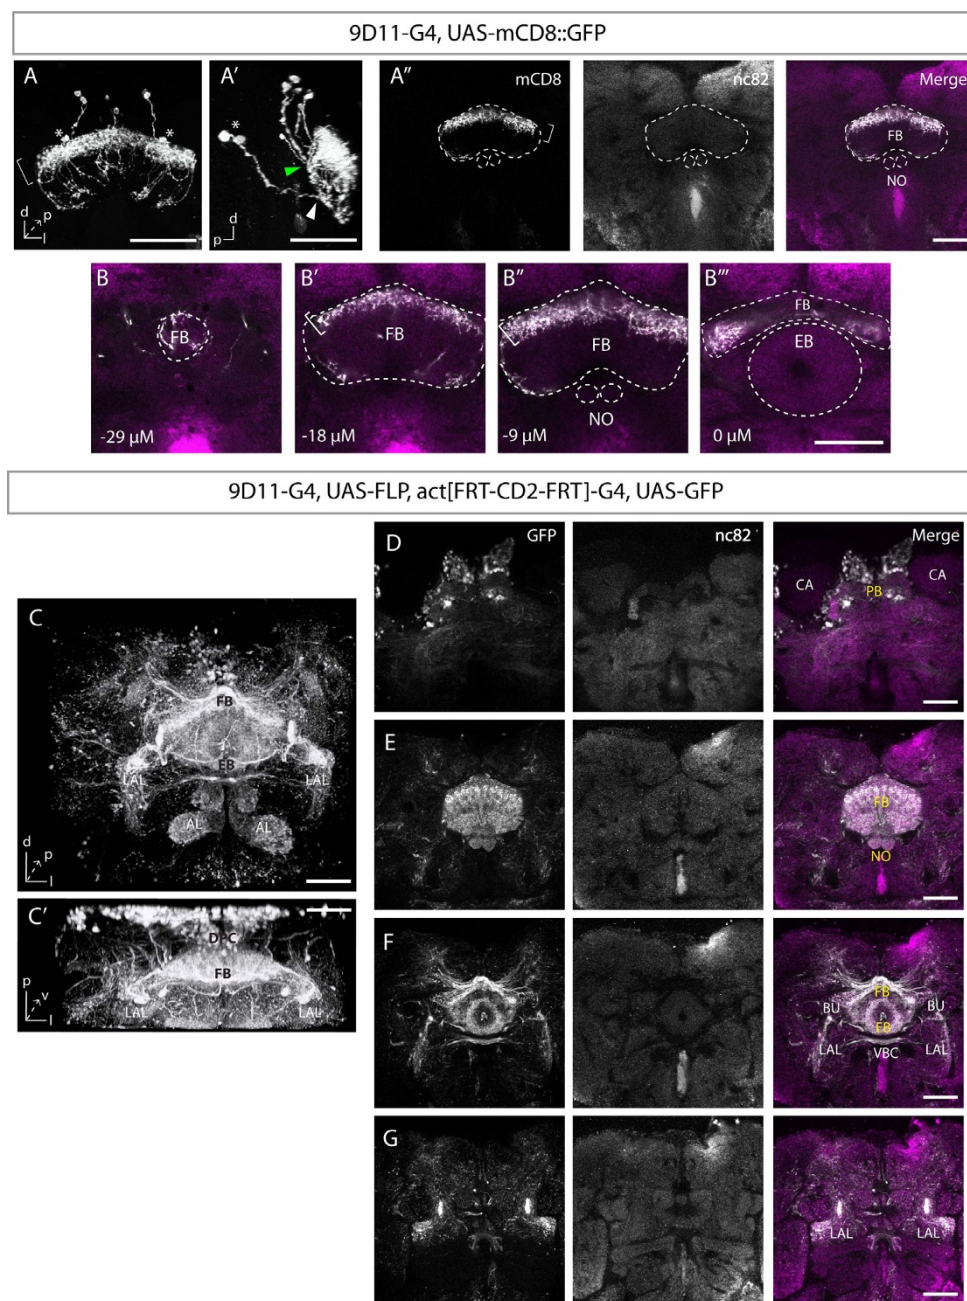 9D11-G4, UAS-mCD8::GFP
A
*
*
d
p
l
A'
*
d
p
A"
mCD8
nc82
Merge
FB
NO
B
FB
-29 µM
B'
FB
-18 µM
B"
FB
NO
-9 µM
B'"
FB
EB
0 µM
9D11-G4, UAS-FLP, act[FRT-CD2-FRT]-G4, UAS-GFP
C
FB
EB
LAL
LAL
AL
AL
d
p
l
C'
DPC
FB
LAL
LAL
p
v
l
D
GFP
nc82
Merge
CA
PB
CA
E
FB
NO
F
FB
BU
BU
EB
LAL
VBC
LAL
G
LAL
LAL